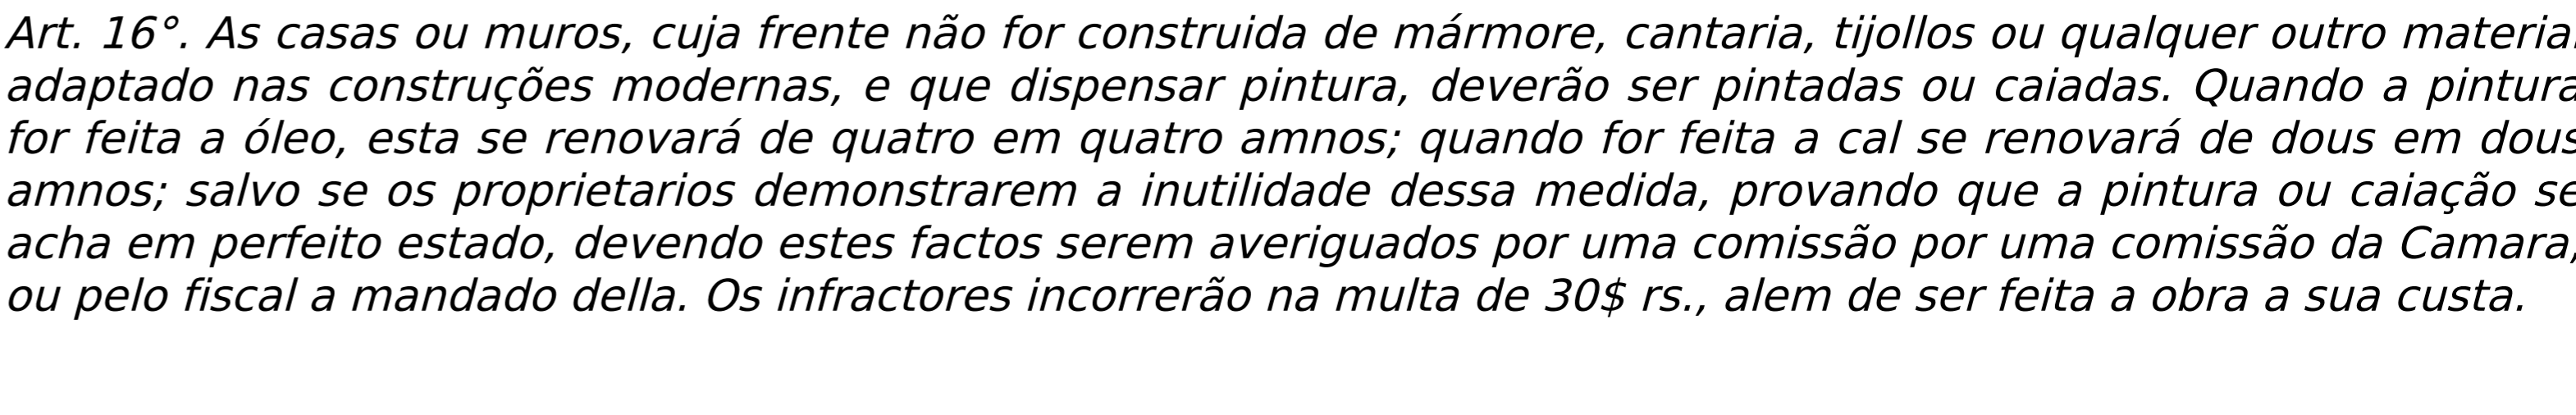 Art. 16°. As casas ou muros, cuja frente não for construida de mármore, cantaria, tijollos ou qualquer outro material
adaptado nas construções modernas, e que dispensar pintura, deverão ser pintadas ou caiadas. Quando a pintura
for feita a óleo, esta se renovará de quatro em quatro amnos; quando for feita a cal se renovará de dous em dous
amnos; salvo se os proprietarios demonstrarem a inutilidade dessa medida, provando que a pintura ou caiação se
acha em perfeito estado, devendo estes factos serem averiguados por uma comissão por uma comissão da Camara,
ou pelo fiscal a mandado della. Os infractores incorrerão na multa de 30$ rs., alem de ser feita a obra a sua custa.